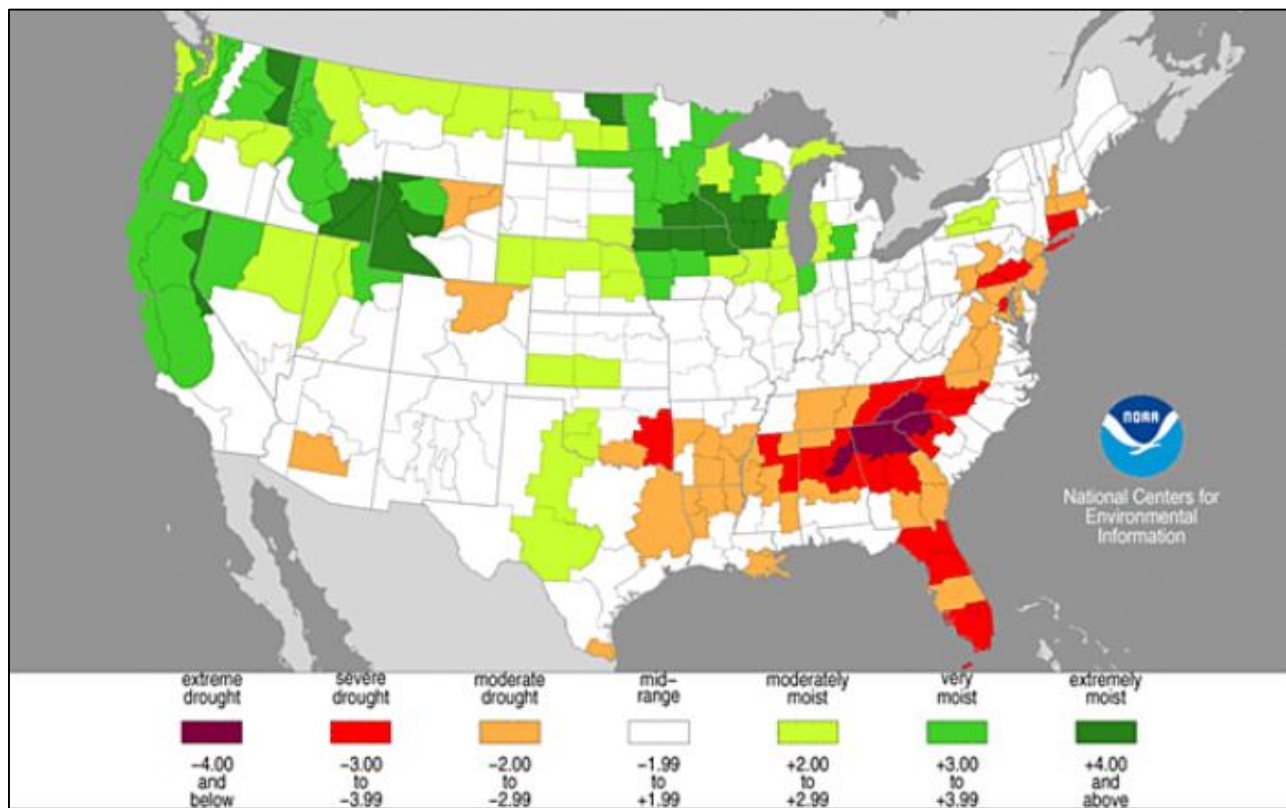 NOAA
National Centers for
Environmental
Information
extreme drought
severe drought
moderate drought
mid-range
moderately moist
very moist
extremely moist
−4.00 and below
−3.00 to −3.99
−2.00 to −2.99
−1.99 to +1.99
+2.00 to +2.99
+3.00 to +3.99
+4.00 and above